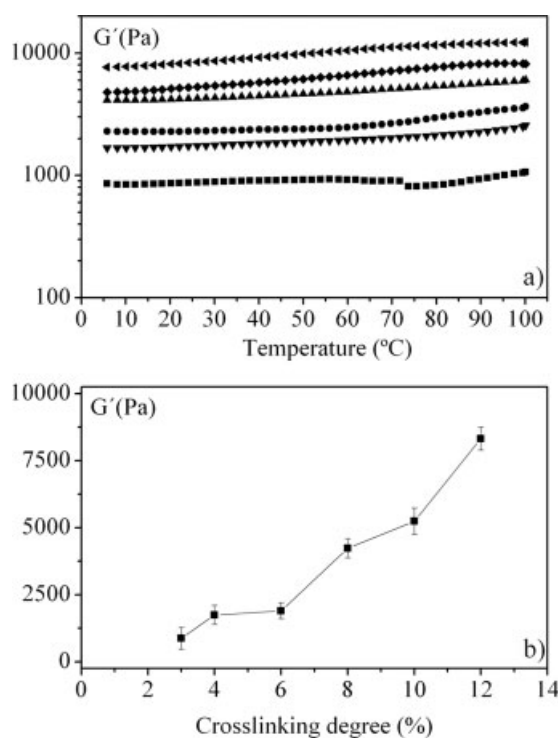 G´(Pa)
10000
1000
100
0 10 20 30 40 50 60 70 80 90 100
a)
Temperature (ºC)
10000
G´(Pa)
7500
5000
2500
0
b)
0 2 4 6 8 10 12 14
Crosslinking degree (%)